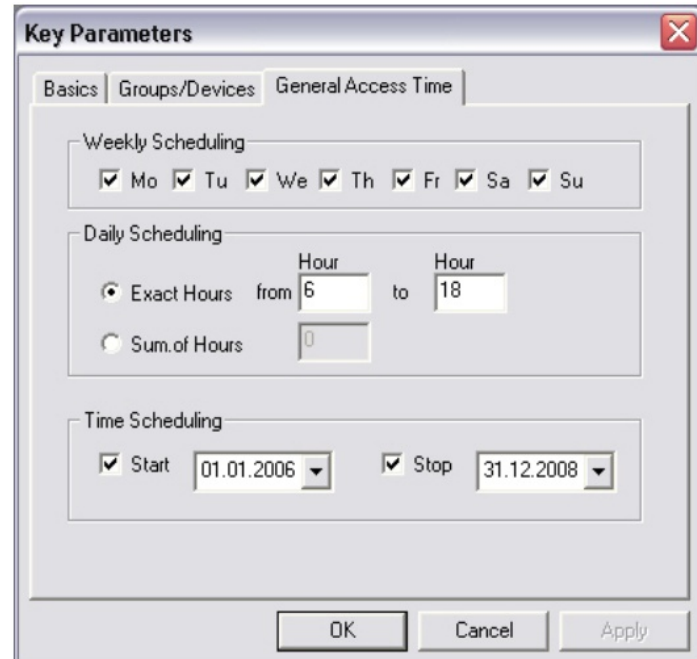 Key Parameters
Basics Groups/Devices General Access Time
Weekly Scheduling
Mo Tu We Th Fr Sa Su
Daily Scheduling
Hour Hour
Exact Hours from 6 to 18
Sum.of Hours 0
Time Scheduling
Start 01.01.2006 Stop 31.12.2008
OK Cancel Apply